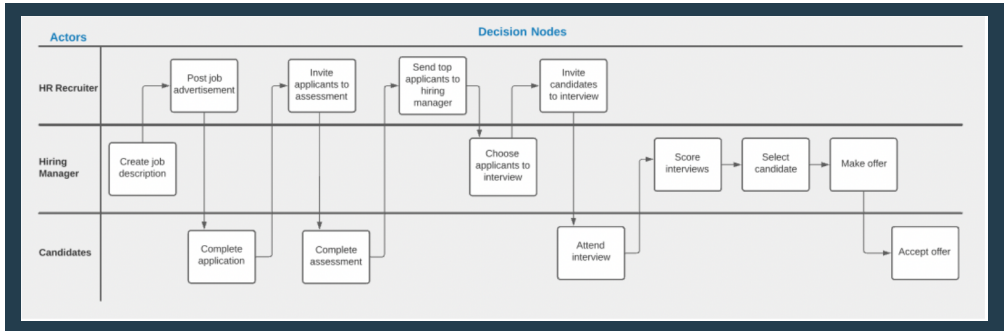 Actors
Decision Nodes
HR Recruiter
Post job
advertisement
Invite
applicants to
assessment
Send top
applicants to
hiring
manager
Invite
candidates
to interview
Hiring
Manager
Create job
description
Choose
applicants to
interview
Score
interviews
Select
candidate
Make offer
Candidates
Complete
application
Complete
assessment
Attend
interview
Accept offer